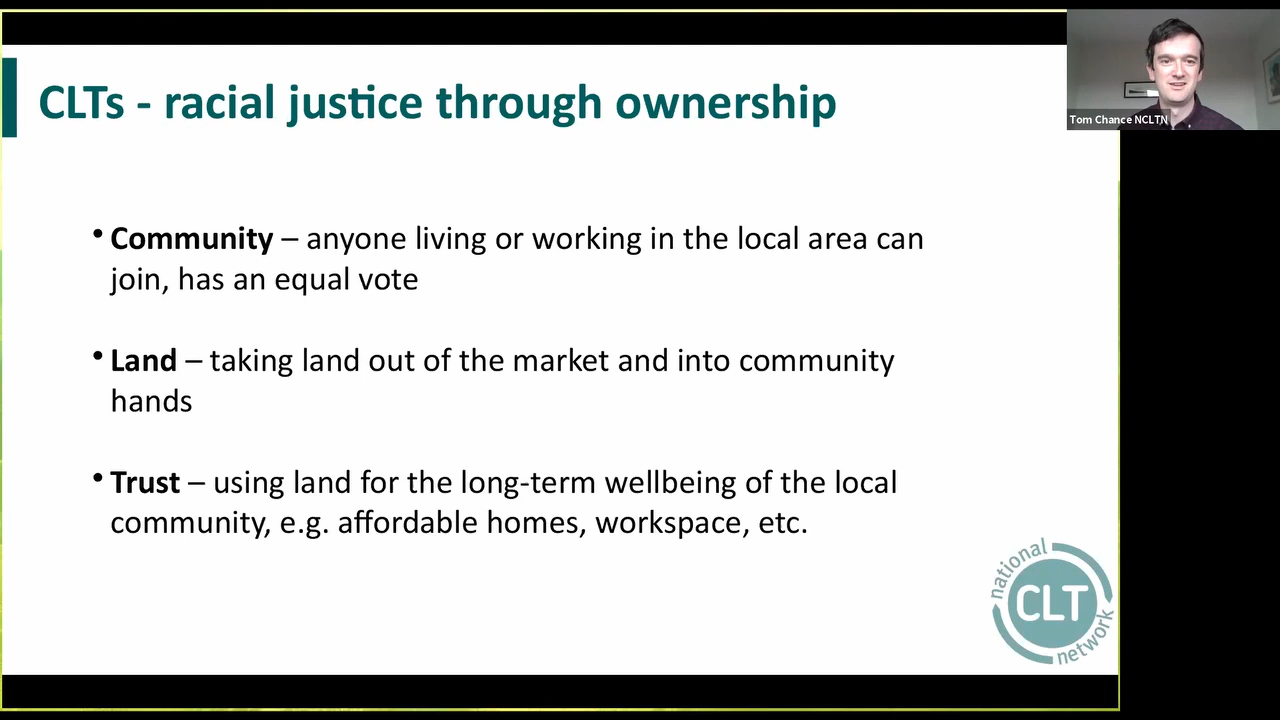 CLTs - racial justice through ownership
Tom Chance NCLTN
• Community – anyone living or working in the local area can
join, has an equal vote
• Land – taking land out of the market and into community
hands
• Trust – using land for the long-term wellbeing of the local
community, e.g. affordable homes, workspace, etc.
national
CLT
network